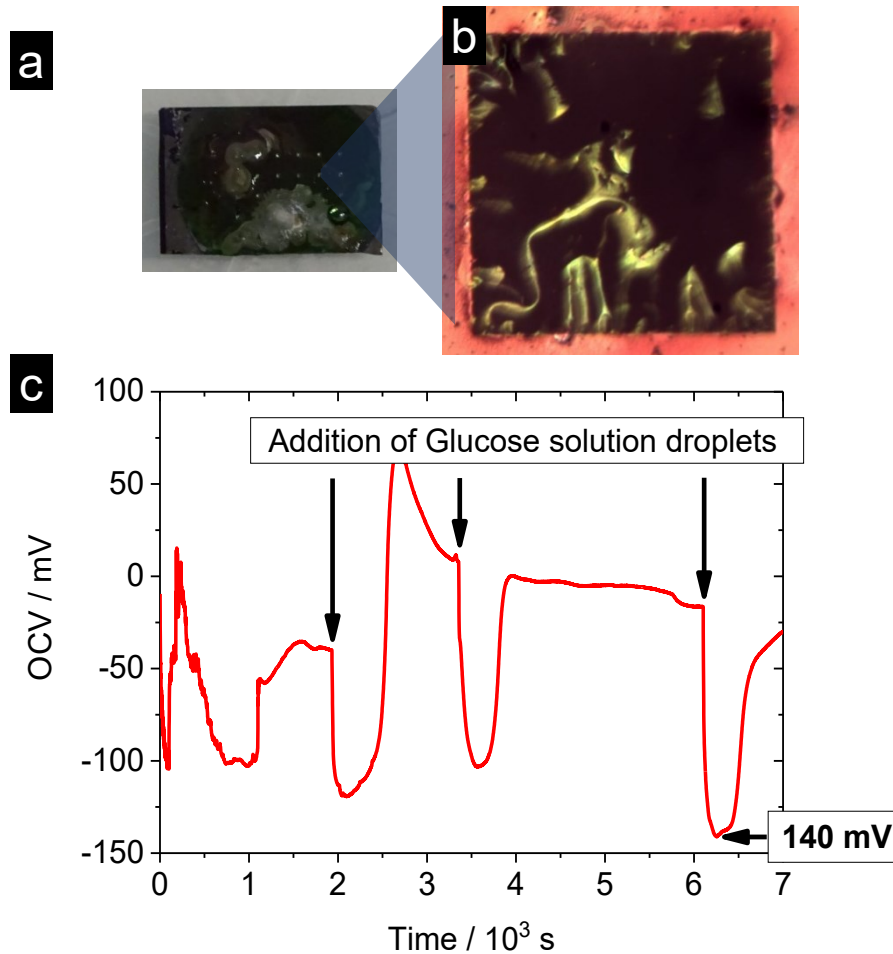 a
b
c
100
50
0
-50
-100
-150
OCV / mV
Addition of Glucose solution droplets
140 mV
0 1 2 3 4 5 6 7
Time / 10³ s